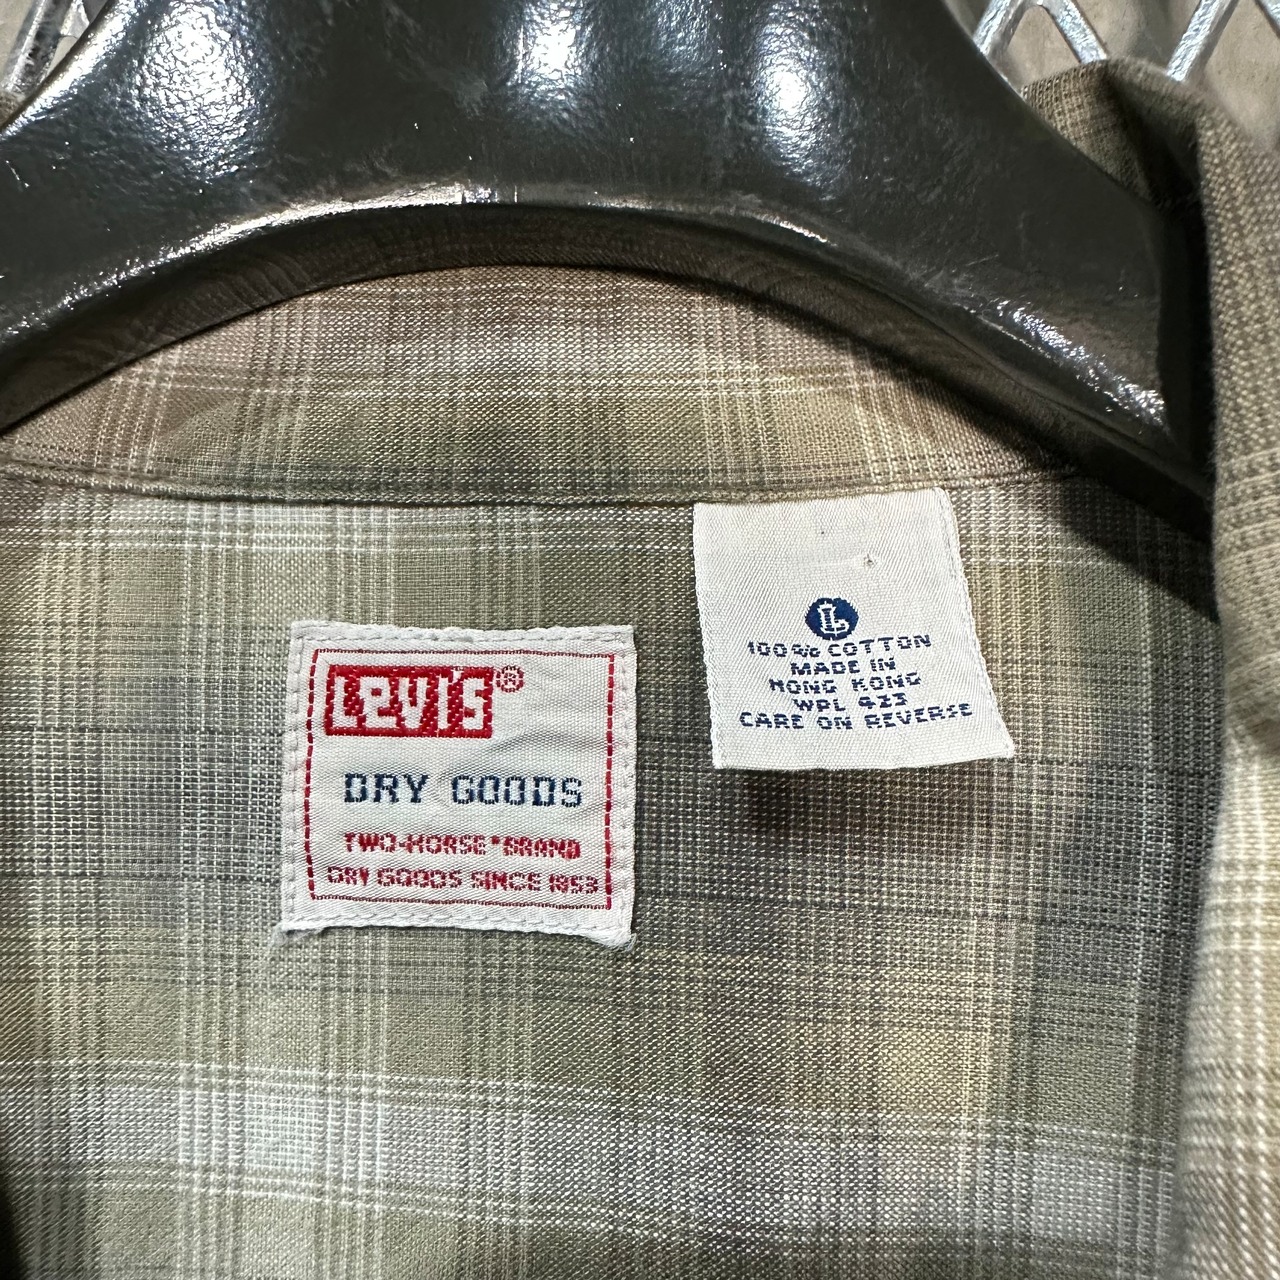 LEVI'S®
DRY GOODS
TWO-HORSE® BRAND
DRY GOODS SINCE 1853
L
100% COTTON
MADE IN
HONG KONG
WPL 423
CARE ON REVERSE